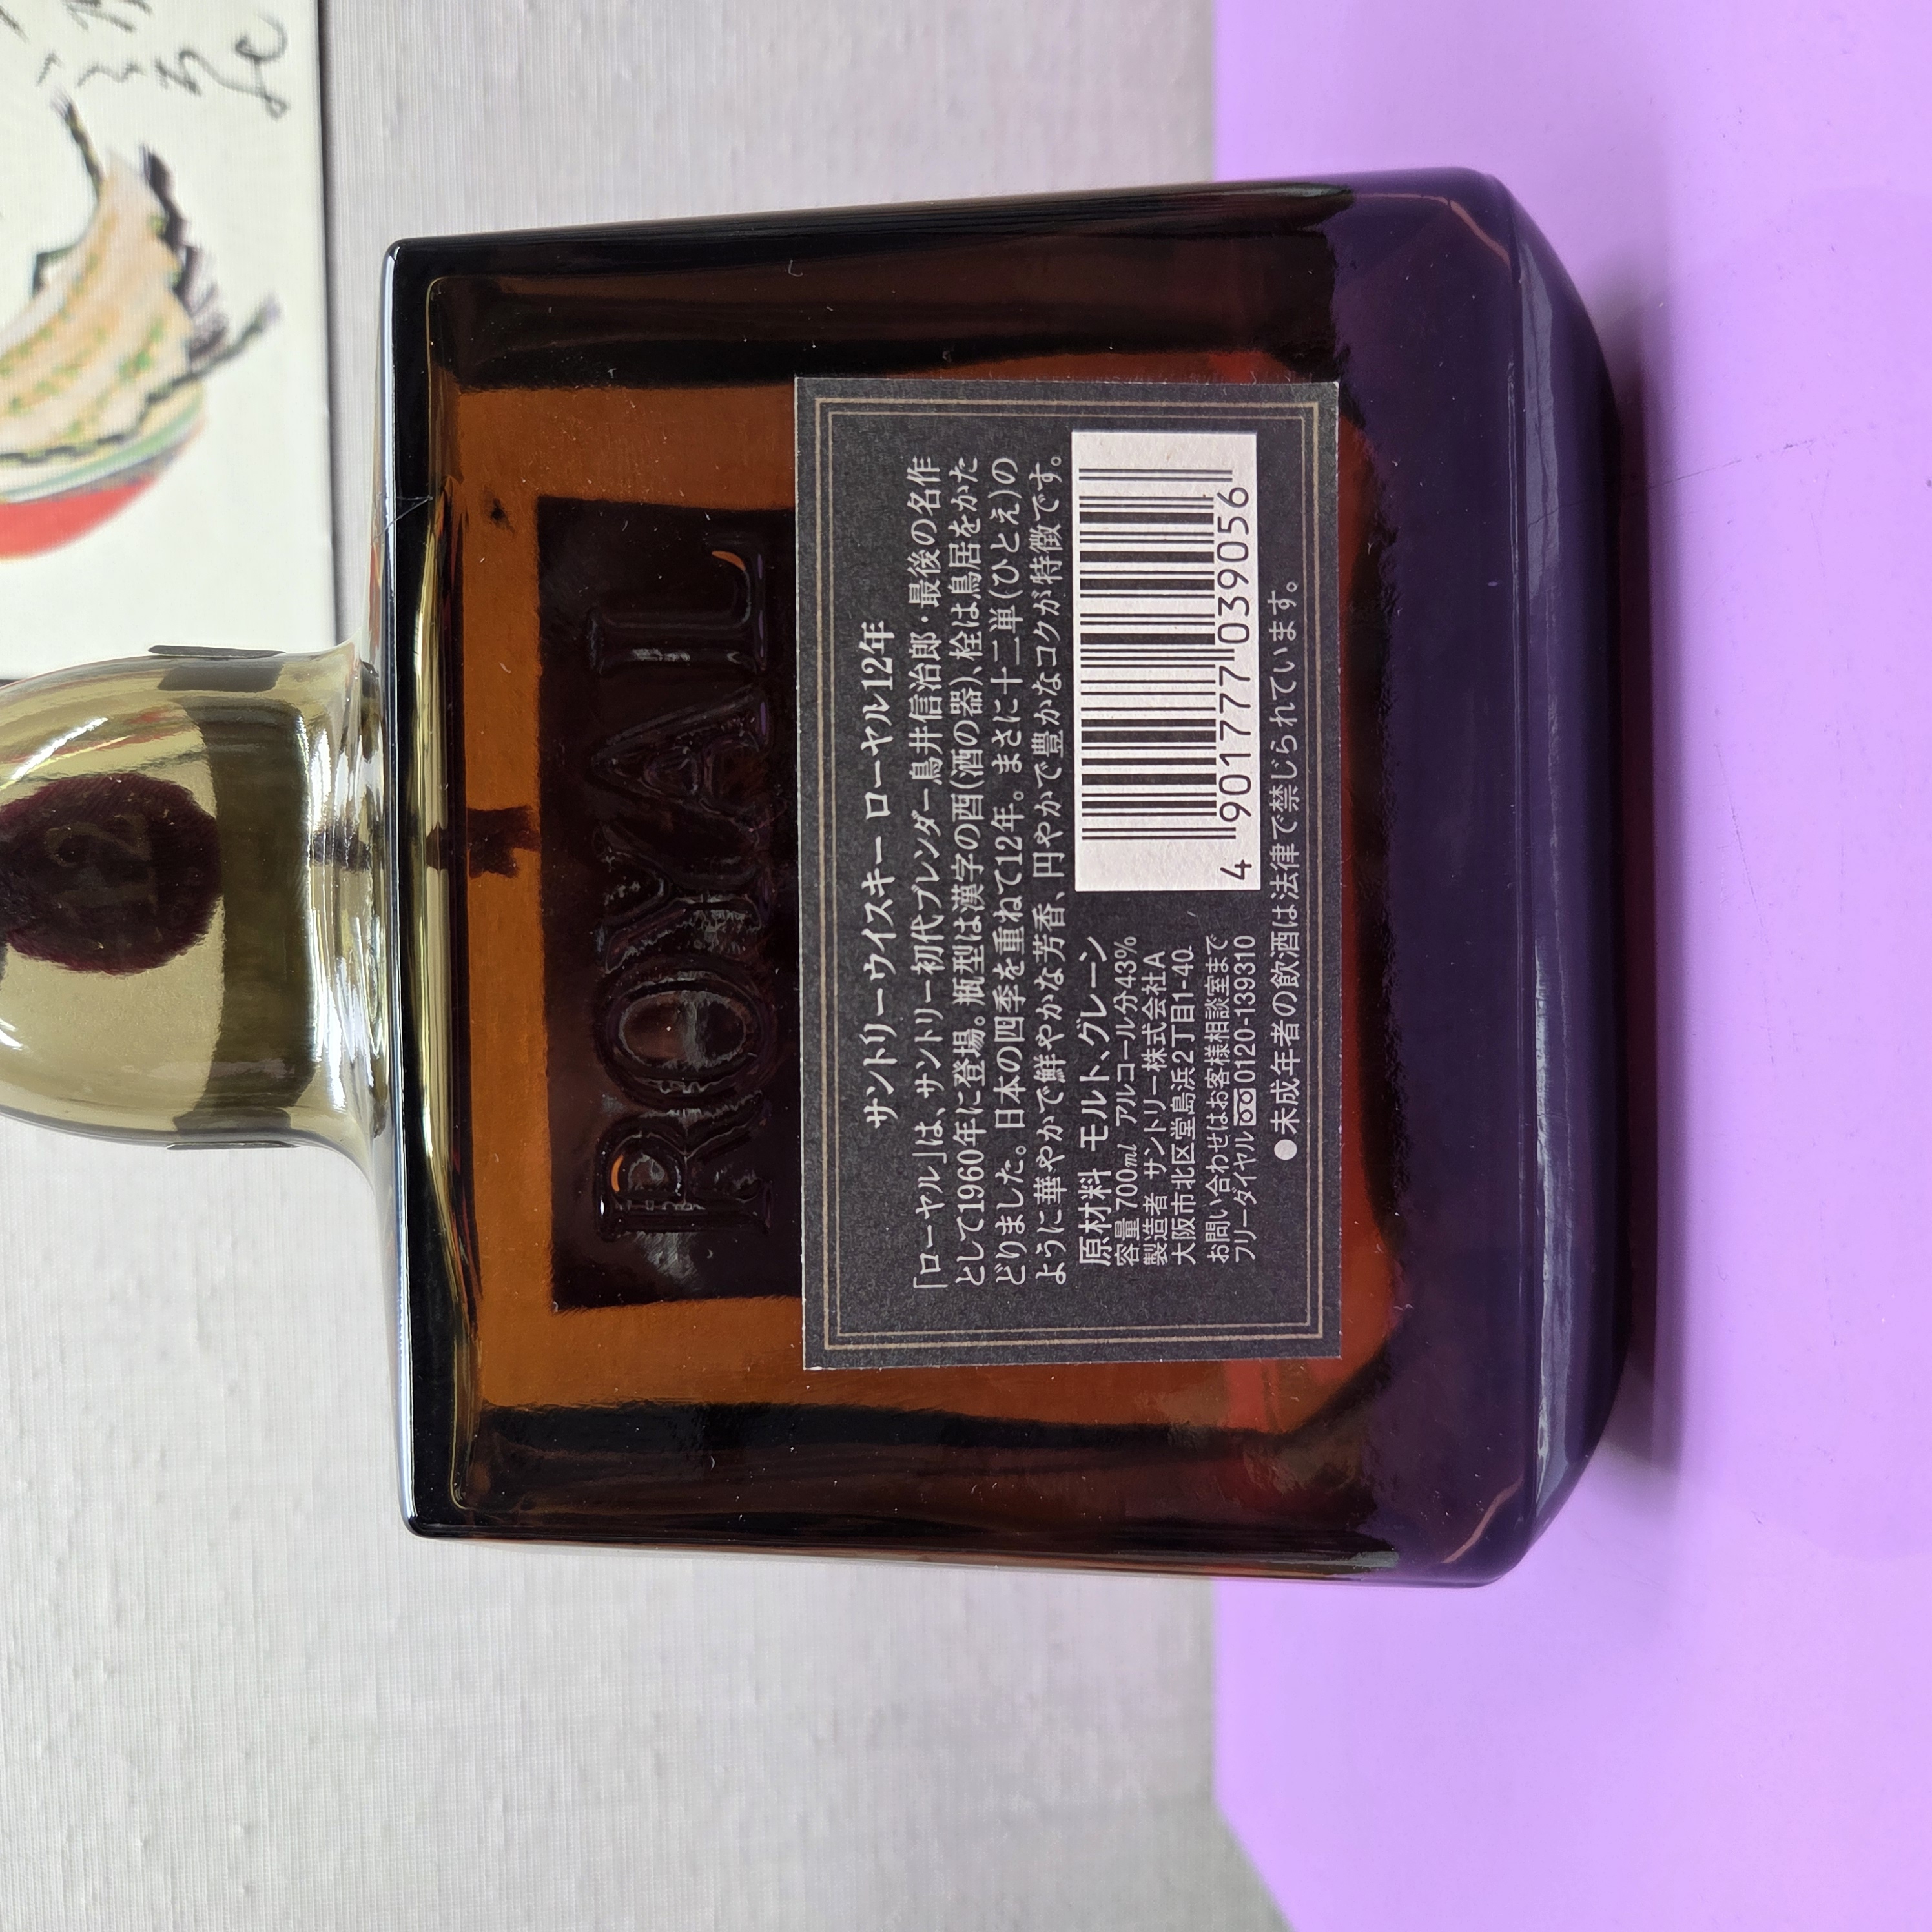 ROYAL
サントリーウイスキー ローヤル12年
「ローヤル」は、サントリー初代ブレンダー鳥井信治郎・最後の名作
として1960年に登場。瓶型は漢字の酉(酒の器)、栓は鳥居をかた
どりました。日本の四季を重ねて12年。まさに十二単(ひとえ)の
ように華やかで鮮やかな芳香、円やかで豊かなコクが特徴です。
原材料 モルト、グレーン
容量 700ml アルコール分43%
製造者 サントリー株式会社A
大阪市北区堂島浜2丁目1-40
お問い合わせはお客様相談室まで
フリーダイヤル 0120-139310
4 901777 039056
●未成年者の飲酒は法律で禁じられています。